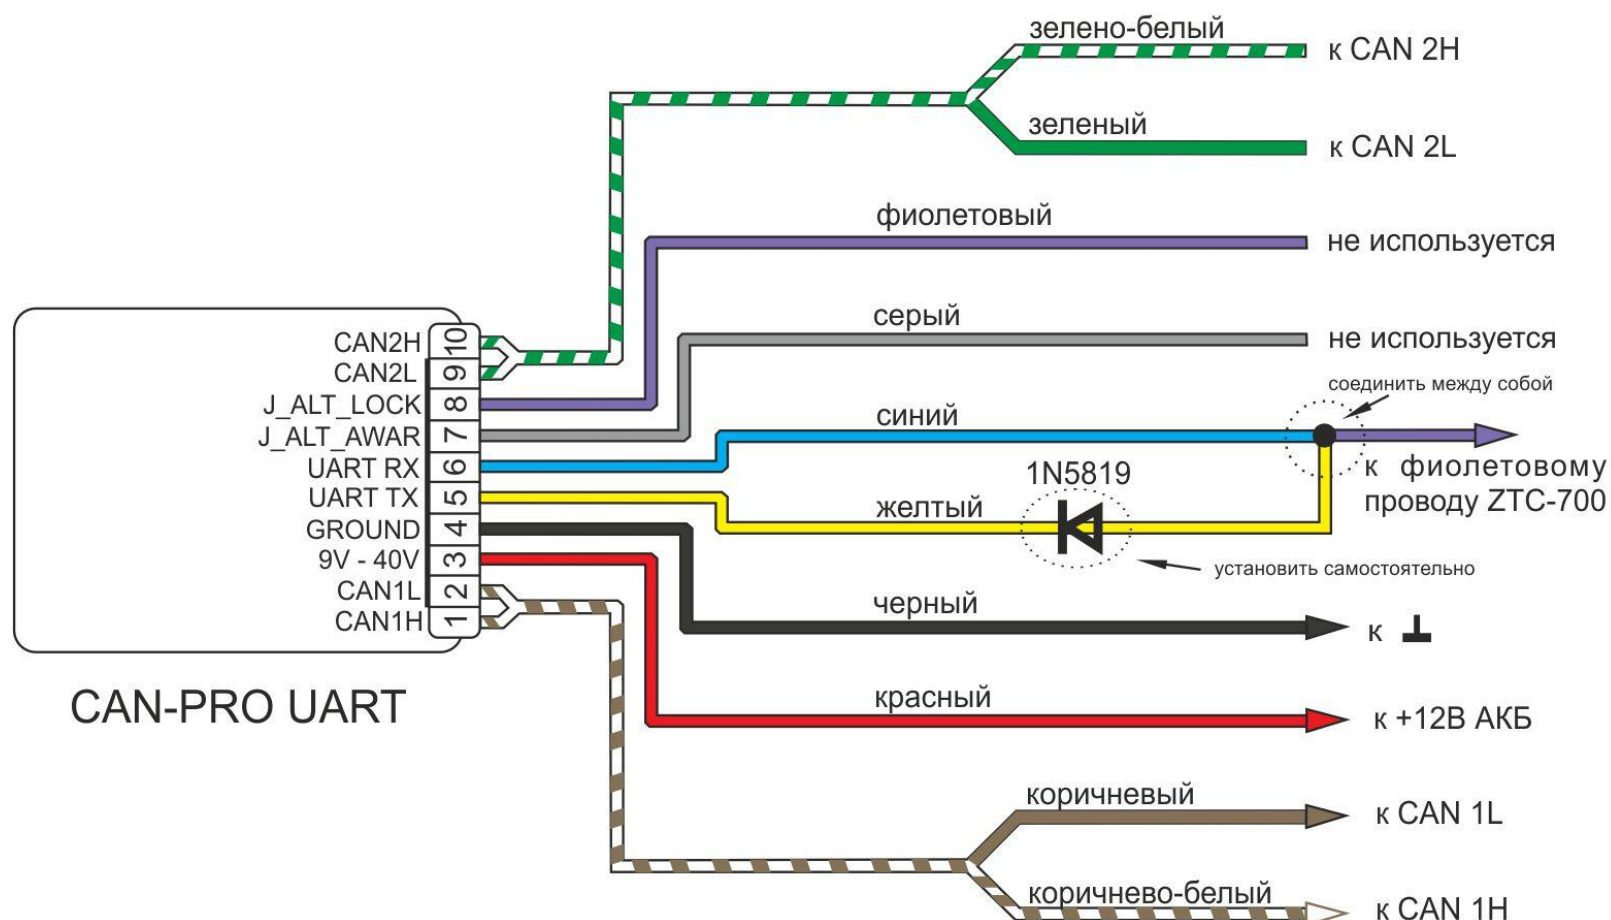 зелено-белый
к CAN 2H
зеленый
к CAN 2L
фиолетовый
не используется
серый
не используется
соединить между собой
синий
к фиолетовому
проводу ZTC-700
1N5819
желтый
установить самостоятельно
черный
к
красный
к +12В АКБ
коричневый
к CAN 1L
коричнево-белый
к CAN 1H
CAN2H 10
CAN2L 9
J_ALT_LOCK 8
J_ALT_AWAR 7
UART RX 6
UART TX 5
GROUND 4
9V - 40V 3
CAN1L 2
CAN1H 1
CAN-PRO UART